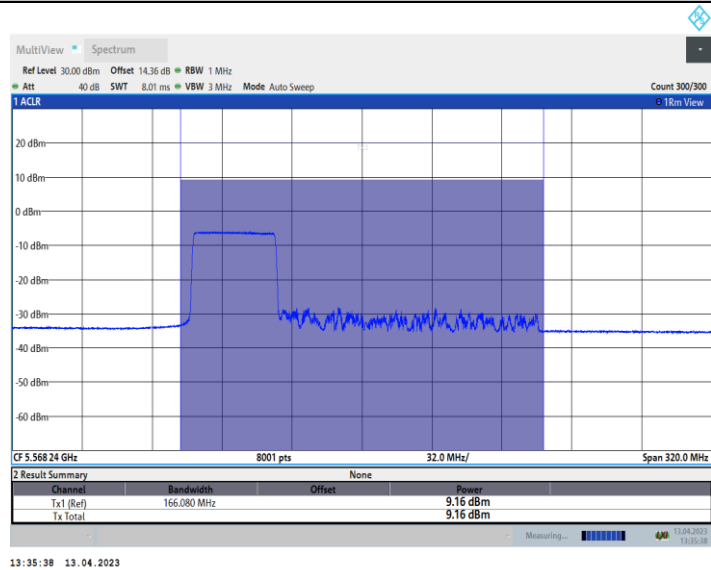 MultiView Spectrum
Ref Level 30.00 dBm Offset 14.36 dB RBW 1 MHz
Att 40 dB SWT 8.01 ms VBW 3 MHz Mode Auto Sweep Count 300/300
1 ACLR 1Rm View
20 dBm
10 dBm
0 dBm
-10 dBm
-20 dBm
-30 dBm
-40 dBm
-50 dBm
-60 dBm
CF 5.568 24 GHz 8001 pts 32.0 MHz/ Span 320.0 MHz
2 Result Summary None
Channel Bandwidth Offset Power
Tx1 (Ref) 166.080 MHz 9.16 dBm
Tx Total 9.16 dBm
Measuring... 13.04.2023
13:35:38
13:35:38 13.04.2023